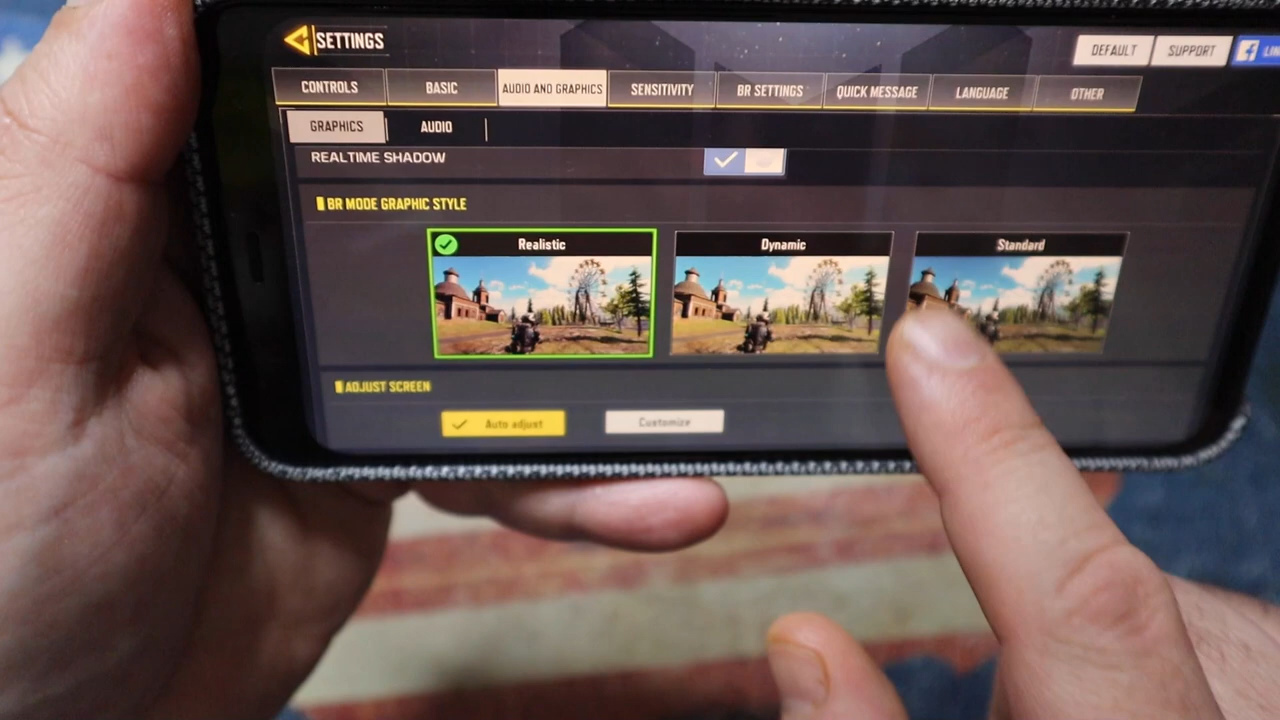 SETTINGS
DEFAULT SUPPORT
CONTROLS BASIC AUDIO AND GRAPHICS SENSITIVITY BR SETTINGS QUICK MESSAGE LANGUAGE OTHER
GRAPHICS AUDIO
REALTIME SHADOW
BR MODE GRAPHIC STYLE
Realistic Dynamic Standard
ADJUST SCREEN
Auto adjust Customize